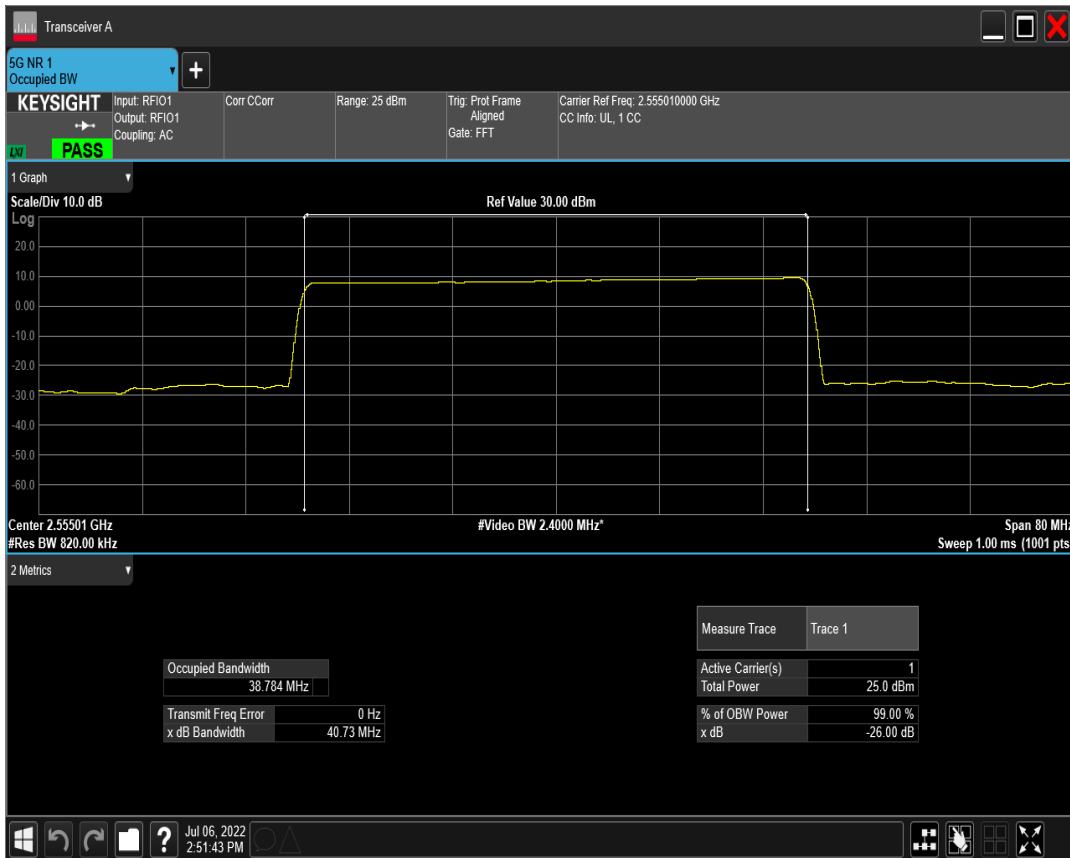 Transceiver A
5G NR 1
Occupied BW
KEYSIGHT
LXI
PASS
Input: RFIO1
Output: RFIO1
Coupling: AC
Corr CCorr
Range: 25 dBm
Trig: Prot Frame
Aligned
Gate: FFT
Carrier Ref Freq: 2.555010000 GHz
CC Info: UL, 1 CC
1 Graph
Scale/Div 10.0 dB
Ref Value 30.00 dBm
Log
20.0
10.0
0.00
-10.0
-20.0
-30.0
-40.0
-50.0
-60.0
Center 2.55501 GHz
#Video BW 2.4000 MHz*
Span 80 MHz
#Res BW 820.00 kHz
Sweep 1.00 ms (1001 pts
2 Metrics
Measure Trace Trace 1
Occupied Bandwidth
38.784 MHz
Active Carrier(s) 1
Total Power 25.0 dBm
Transmit Freq Error 0 Hz
x dB Bandwidth 40.73 MHz
% of OBW Power 99.00 %
x dB -26.00 dB
?
Jul 06, 2022
2:51:43 PM